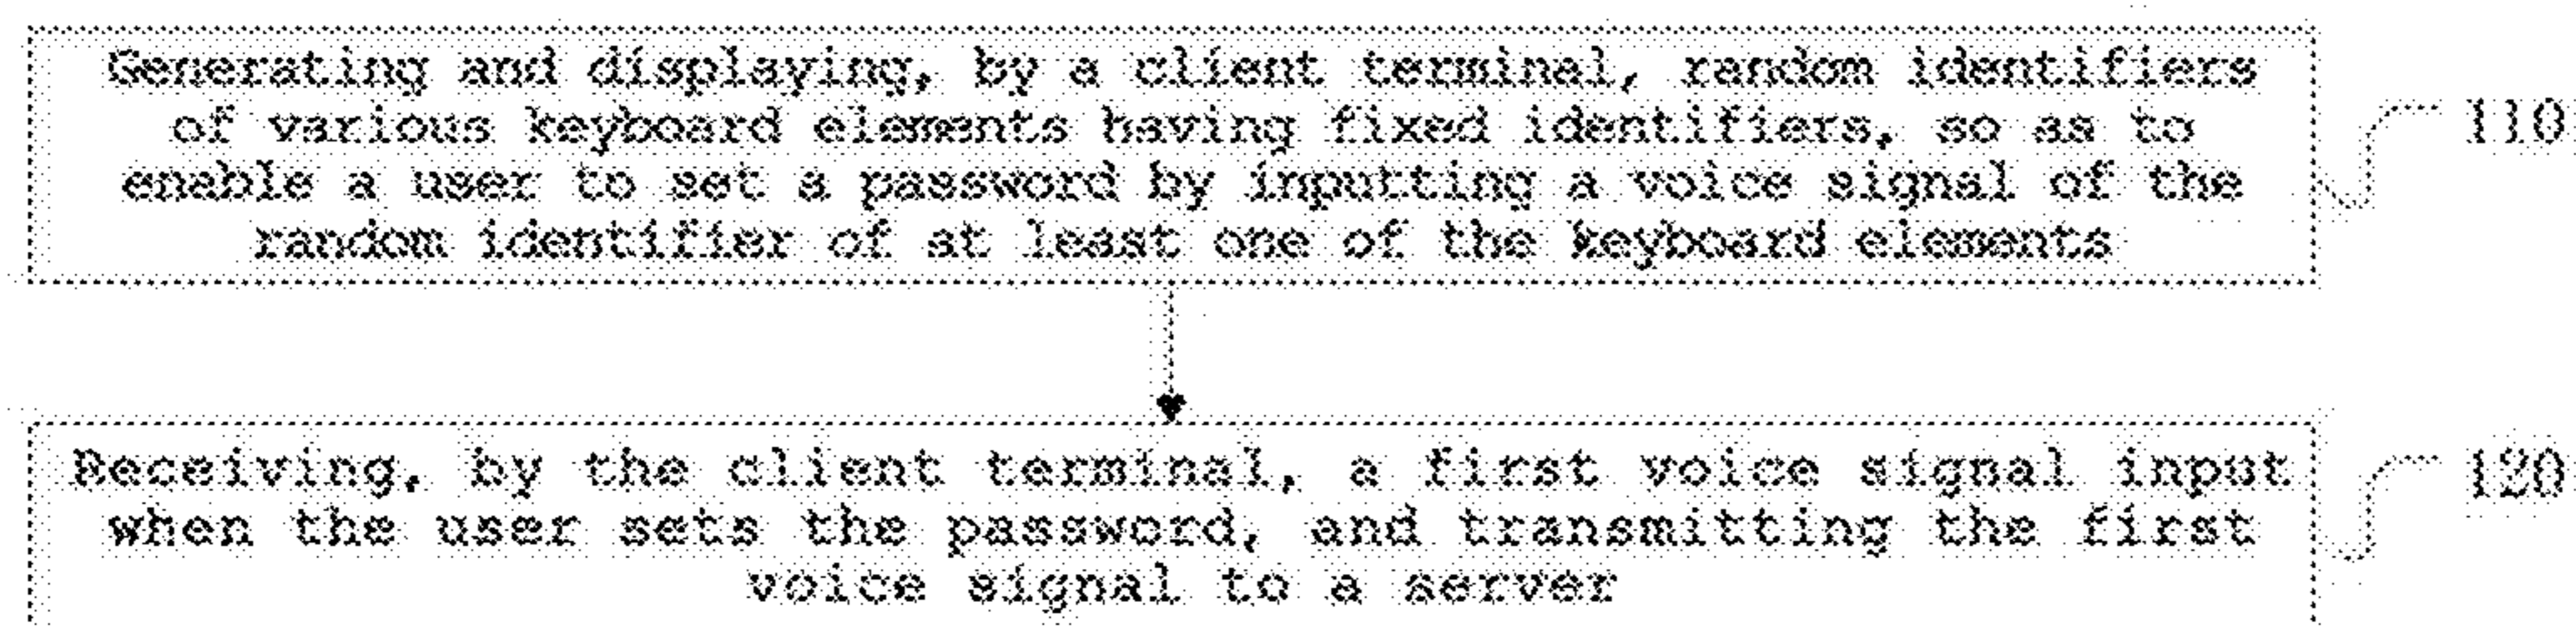 Generating and displaying, by a client terminal, random identifiers
of various keyboard elements having fixed identifiers, so as to
enable a user to set a password by inputting a voice signal of the
random identifier of at least one of the keyboard elements
110
Receiving, by the client terminal, a first voice signal input
when the user sets the password, and transmitting the first
voice signal to a server
120